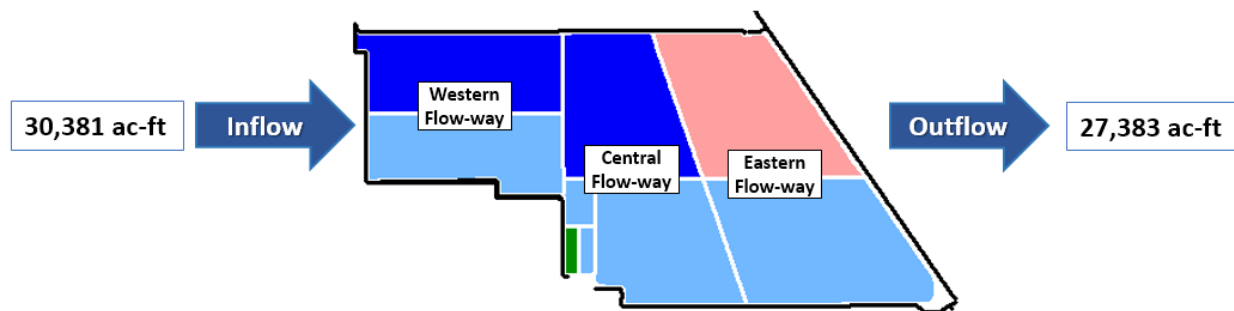 30,381 ac-ft
Inflow
Western
Flow-way
Central
Flow-way
Eastern
Flow-way
Outflow
27,383 ac-ft